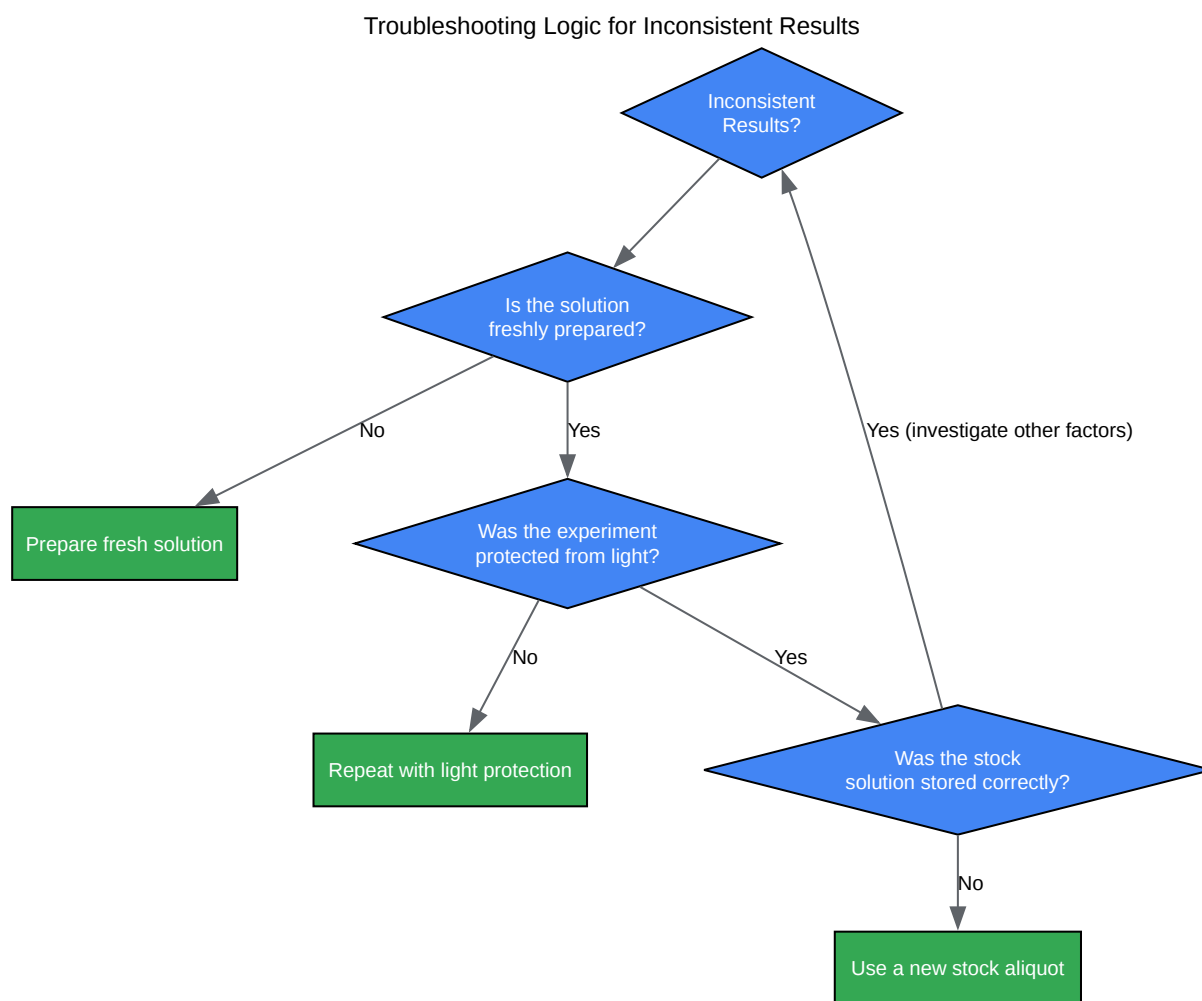 Troubleshooting Logic for Inconsistent Results
Inconsistent
Results?
Is the solution
freshly prepared?
No
Yes
Yes (investigate other factors)
Prepare fresh solution
Was the experiment
protected from light?
No
Yes
Repeat with light protection
Was the stock
solution stored correctly?
No
Use a new stock aliquot